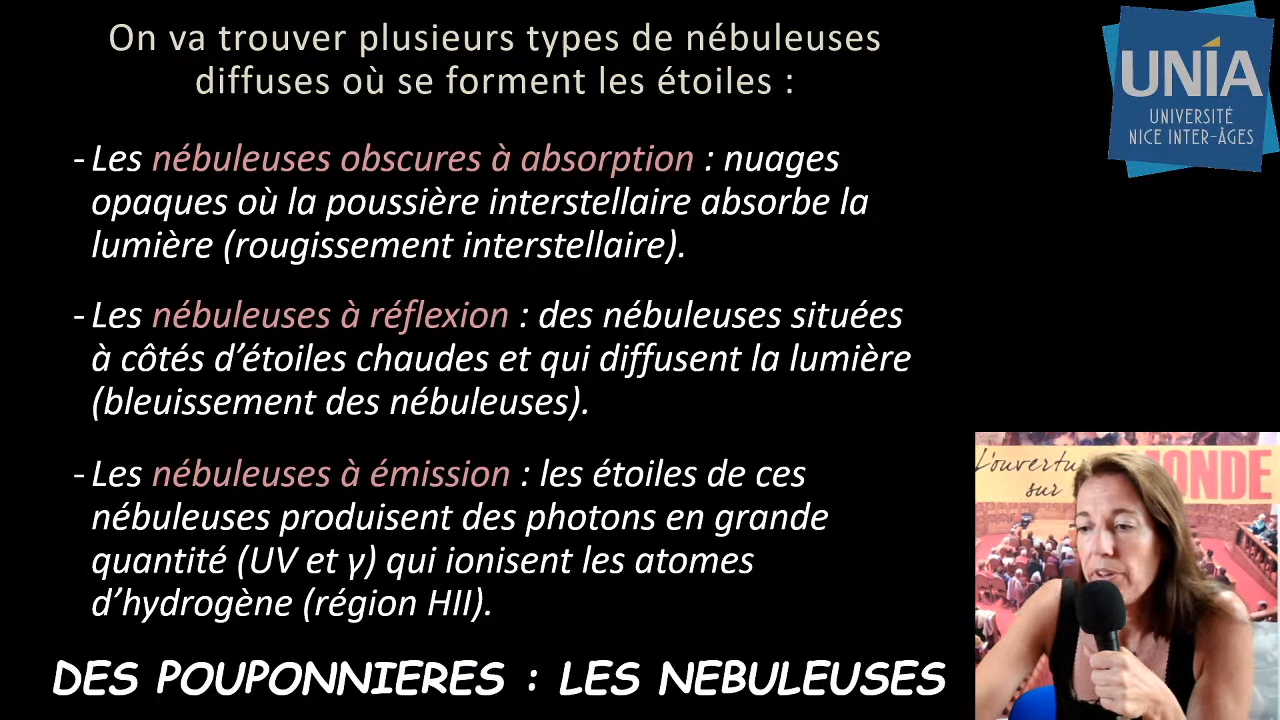 On va trouver plusieurs types de nébuleuses
diffuses où se forment les étoiles :
- Les nébuleuses obscures à absorption : nuages
opaques où la poussière interstellaire absorbe la
lumière (rougissement interstellaire).
- Les nébuleuses à réflexion : des nébuleuses situées
à côtés d’étoiles chaudes et qui diffusent la lumière
(bleuissement des nébuleuses).
- Les nébuleuses à émission : les étoiles de ces
nébuleuses produisent des photons en grande
quantité (UV et γ) qui ionisent les atomes
d’hydrogène (région HII).
DES POUPONNIERES : LES NEBULEUSES
UNÍA
UNIVERSITÉ
NICE INTER-ÂGES
L'ouvertu
sur
ONDE